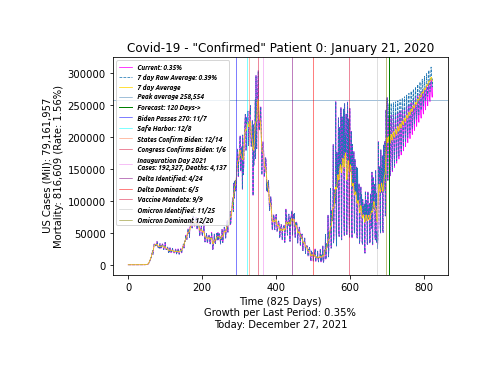 Covid-19 - "Confirmed" Patient 0: January 21, 2020
US Cases (Mil): 79,161,957
Mortality: 816,609 (Rate: 1.56%)
300000
250000
200000
150000
100000
50000
0
Current: 0.35%
7 day Raw Average: 0.39%
7 day Average
Peak average 258,554
Forecast: 120 Days->
Biden Passes 270: 11/7
Safe Harbor: 12/8
States Confirm Biden: 12/14
Congress Confirms Biden: 1/6
Inauguration Day 2021
Cases: 192,327, Deaths: 4,137
Delta Identified: 4/24
Delta Dominant: 6/5
Vaccine Mandate: 9/9
Omicron Identified: 11/25
Omicron Dominant 12/20
0 200 400 600 800
Time (825 Days)
Growth per Last Period: 0.35%
Today: December 27, 2021